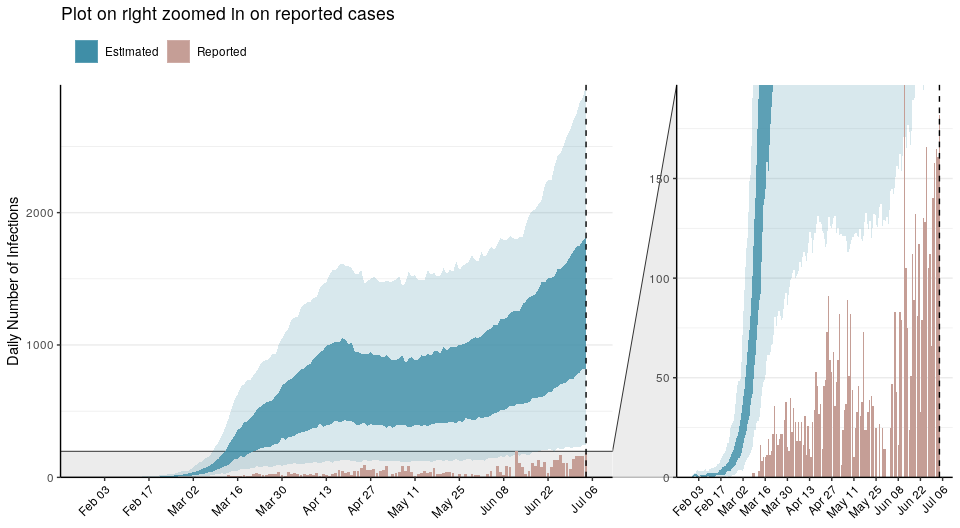 Plot on right zoomed in on reported cases
Estimated Reported
Daily Number of Infections
2000
1000
0
Feb 03 Feb 17 Mar 02 Mar 16 Mar 30 Apr 13 Apr 27 May 11 May 25 Jun 08 Jun 22 Jul 06
150
100
50
0
Feb 03 Feb 17 Mar 02 Mar 16 Mar 30 Apr 13 Apr 27 May 11 May 25 Jun 08 Jun 22 Jul 06